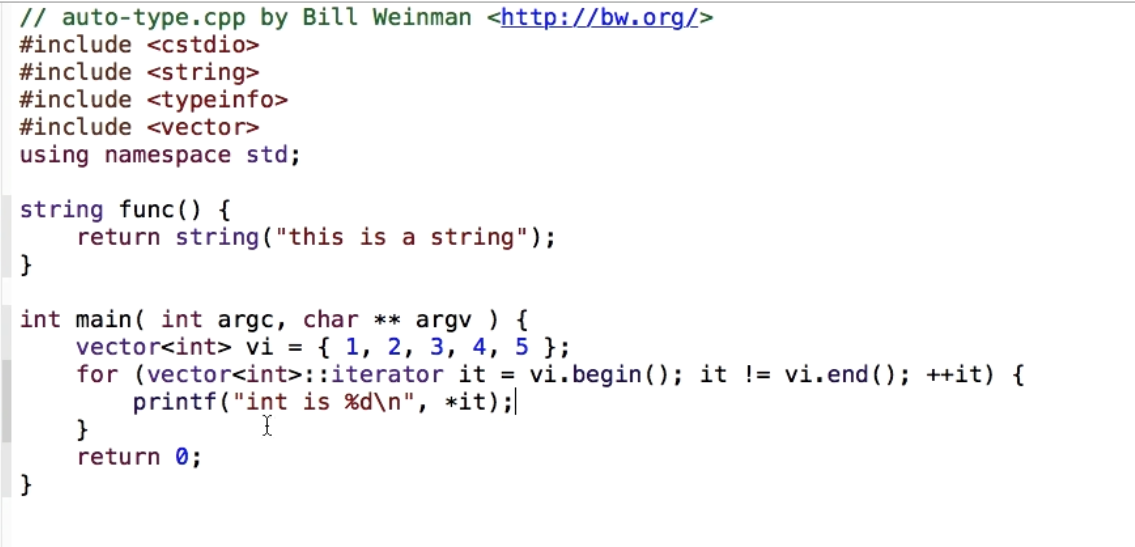 // auto-type.cpp by Bill Weinman <http://bw.org/>
#include <cstdio>
#include <string>
#include <typeinfo>
#include <vector>
using namespace std;
string func() {
    return string("this is a string");
}
int main( int argc, char ** argv ) {
    vector<int> vi = { 1, 2, 3, 4, 5 };
    for (vector<int>::iterator it = vi.begin(); it != vi.end(); ++it) {
        printf("int is %d\n", *it);
    }
    return 0;
}